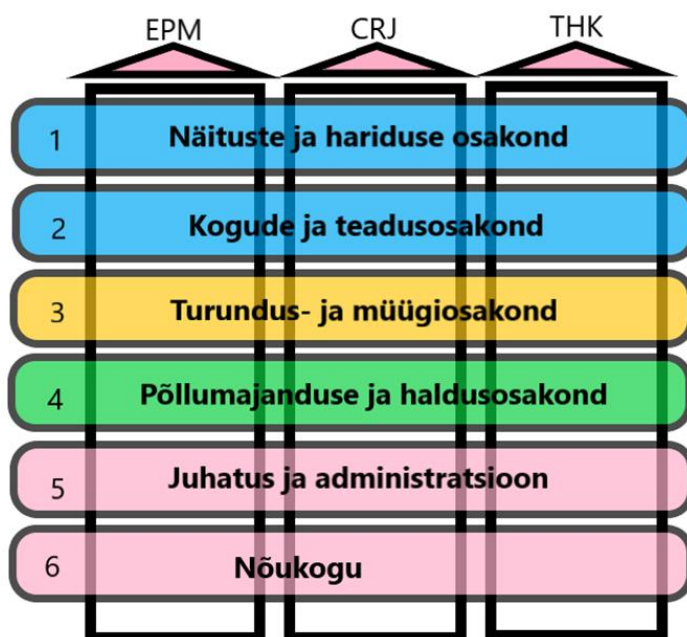 EPM CRJ THK
1 Näituste ja hariduse osakond
2 Kogude ja teadusosakond
3 Turundus- ja müügiosakond
4 Põllumajanduse ja haldusosakond
5 Juhatus ja administratsioon
6 Nõukogu